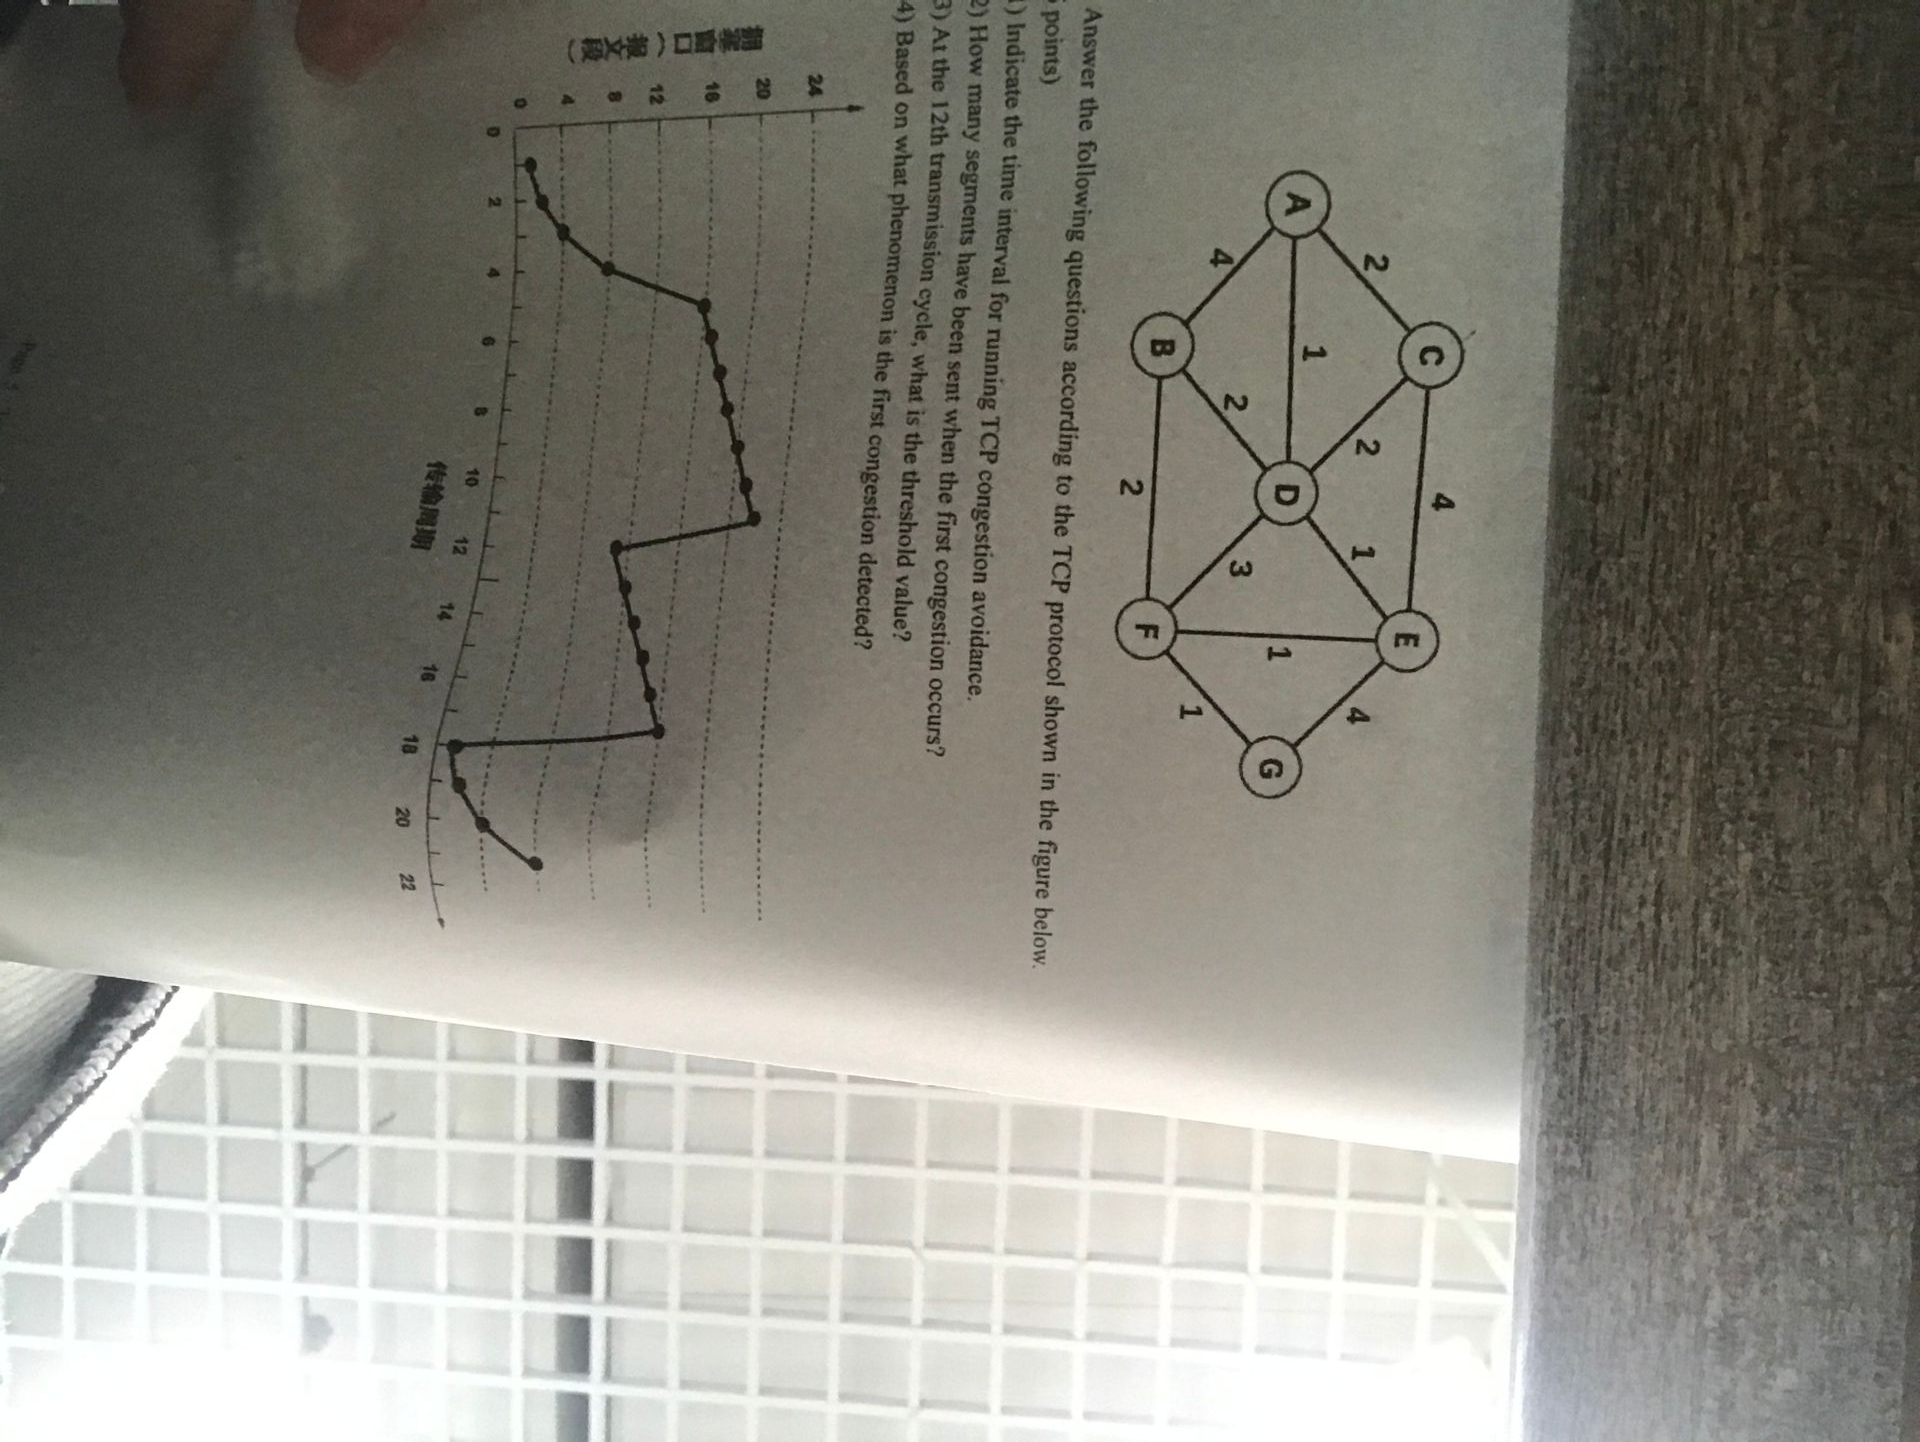 A
B
C
D
E
F
G
2
4
1
2
2
4
1
3
2
1
4
1
Answer the following questions according to the TCP protocol shown in the figure below.
points)
1) Indicate the time interval for running TCP congestion avoidance.
2) How many segments have been sent when the first congestion occurs?
3) At the 12th transmission cycle, what is the threshold value?
4) Based on what phenomenon is the first congestion detected?
拥塞窗口（报文段）
24
20
16
12
8
4
0
0 2 4 6 8 10 12 14 16 18 20 22
传输周期